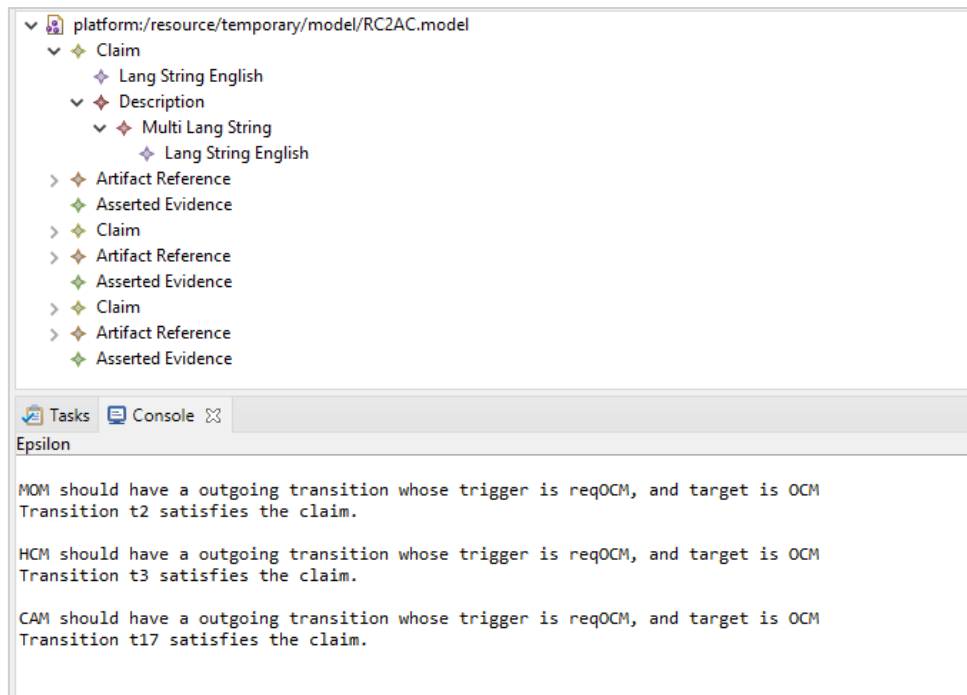 platform:/resource/temporary/model/RC2AC.model
Claim
Lang String English
Description
Multi Lang String
Lang String English
Artifact Reference
Asserted Evidence
Claim
Artifact Reference
Asserted Evidence
Claim
Artifact Reference
Asserted Evidence
Tasks Console
Epsilon
MOM should have a outgoing transition whose trigger is reqOCM, and target is OCM
Transition t2 satisfies the claim.
HCM should have a outgoing transition whose trigger is reqOCM, and target is OCM
Transition t3 satisfies the claim.
CAM should have a outgoing transition whose trigger is reqOCM, and target is OCM
Transition t17 satisfies the claim.